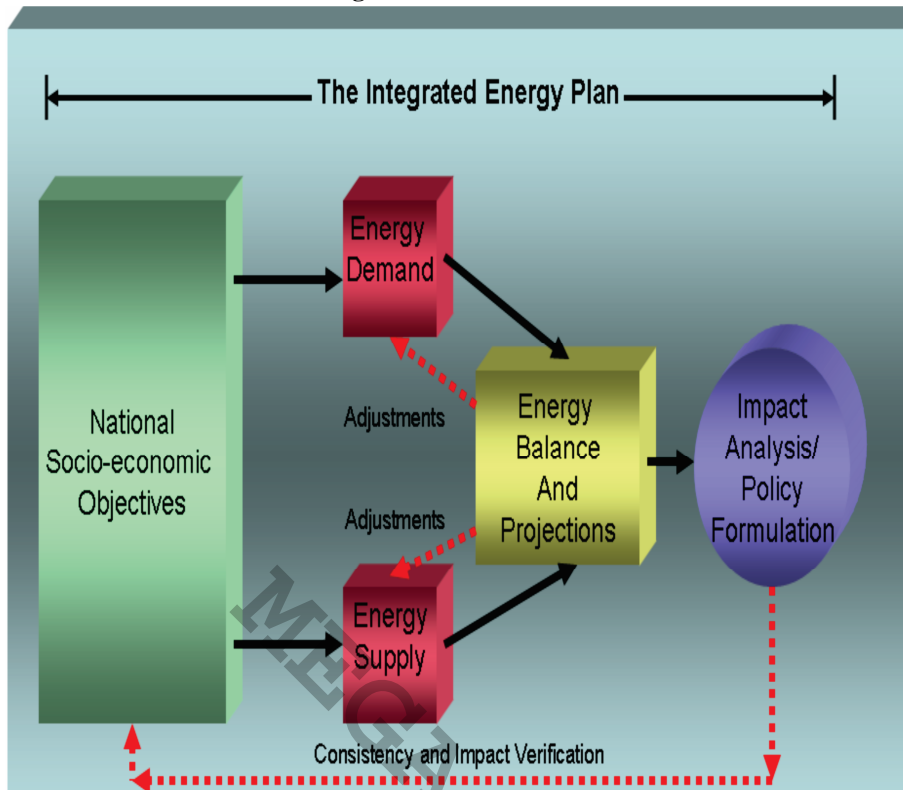 The Integrated Energy Plan
Energy
Demand
National
Socio-economic
Objectives
Adjustments
Energy
Balance
And
Projections
Impact
Analysis/
Policy
Formulation
Adjustments
Energy
Supply
Consistency and Impact Verification
MEGA